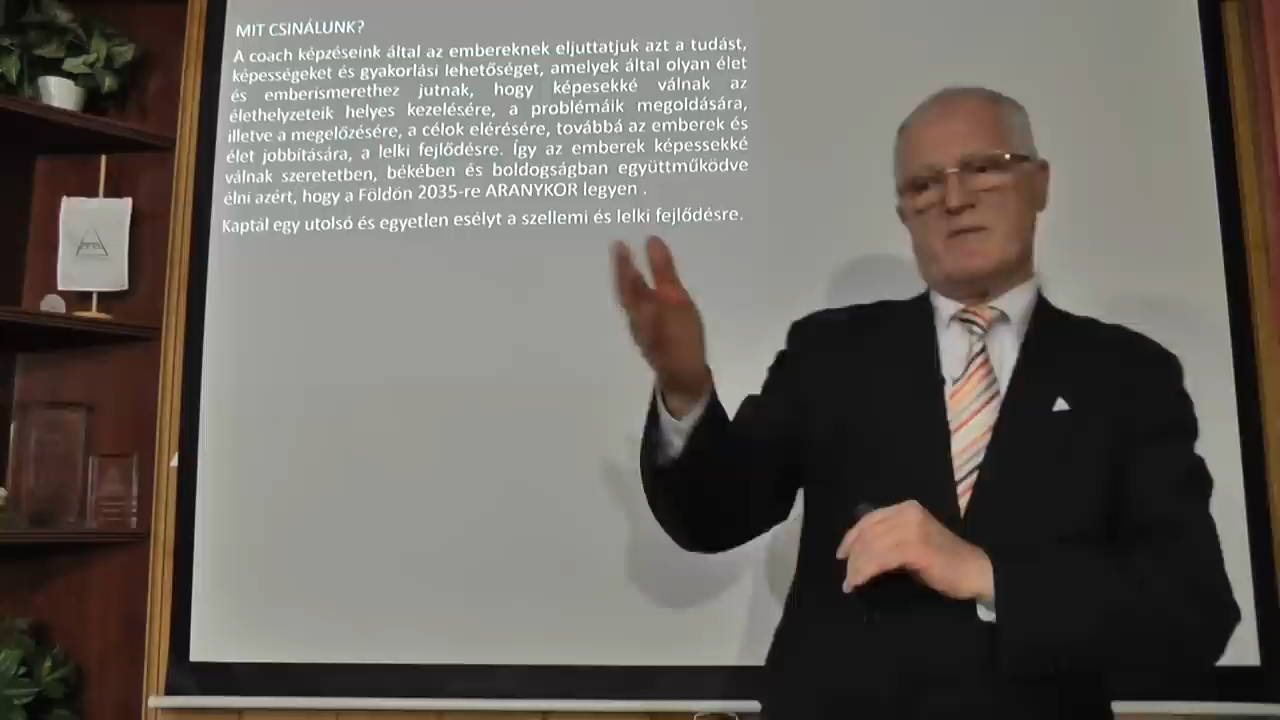 MIT CSINÁLUNK?
A coach képzéseink által az embereknek eljuttatjuk azt a tudást,
képességeket és gyakorlási lehetőséget, amelyek által olyan élet
és emberismerethez jutnak, hogy képesekké válnak az
élethelyzeteik helyes kezelésére, a problémáik megoldására,
illetve a megelőzésére, a célok elérésére, továbbá az emberek és
élet jobbítására, a lelki fejlődésre. Így az emberek képessekké
válnak szeretetben, békében és boldogságban együttműködve
élni azért, hogy a Földön 2035-re ARANYKOR legyen .
Kaptál egy utolsó és egyetlen esélyt a szellemi és lelki fejlődésre.